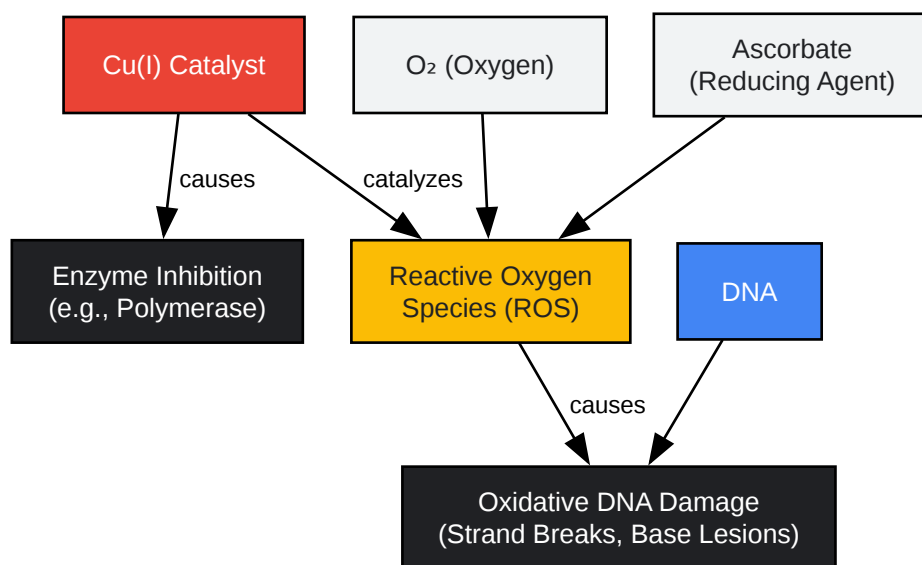 Cu(I) Catalyst
O₂ (Oxygen)
Ascorbate
(Reducing Agent)
causes
catalyzes
Enzyme Inhibition
(e.g., Polymerase)
Reactive Oxygen
Species (ROS)
DNA
causes
Oxidative DNA Damage
(Strand Breaks, Base Lesions)